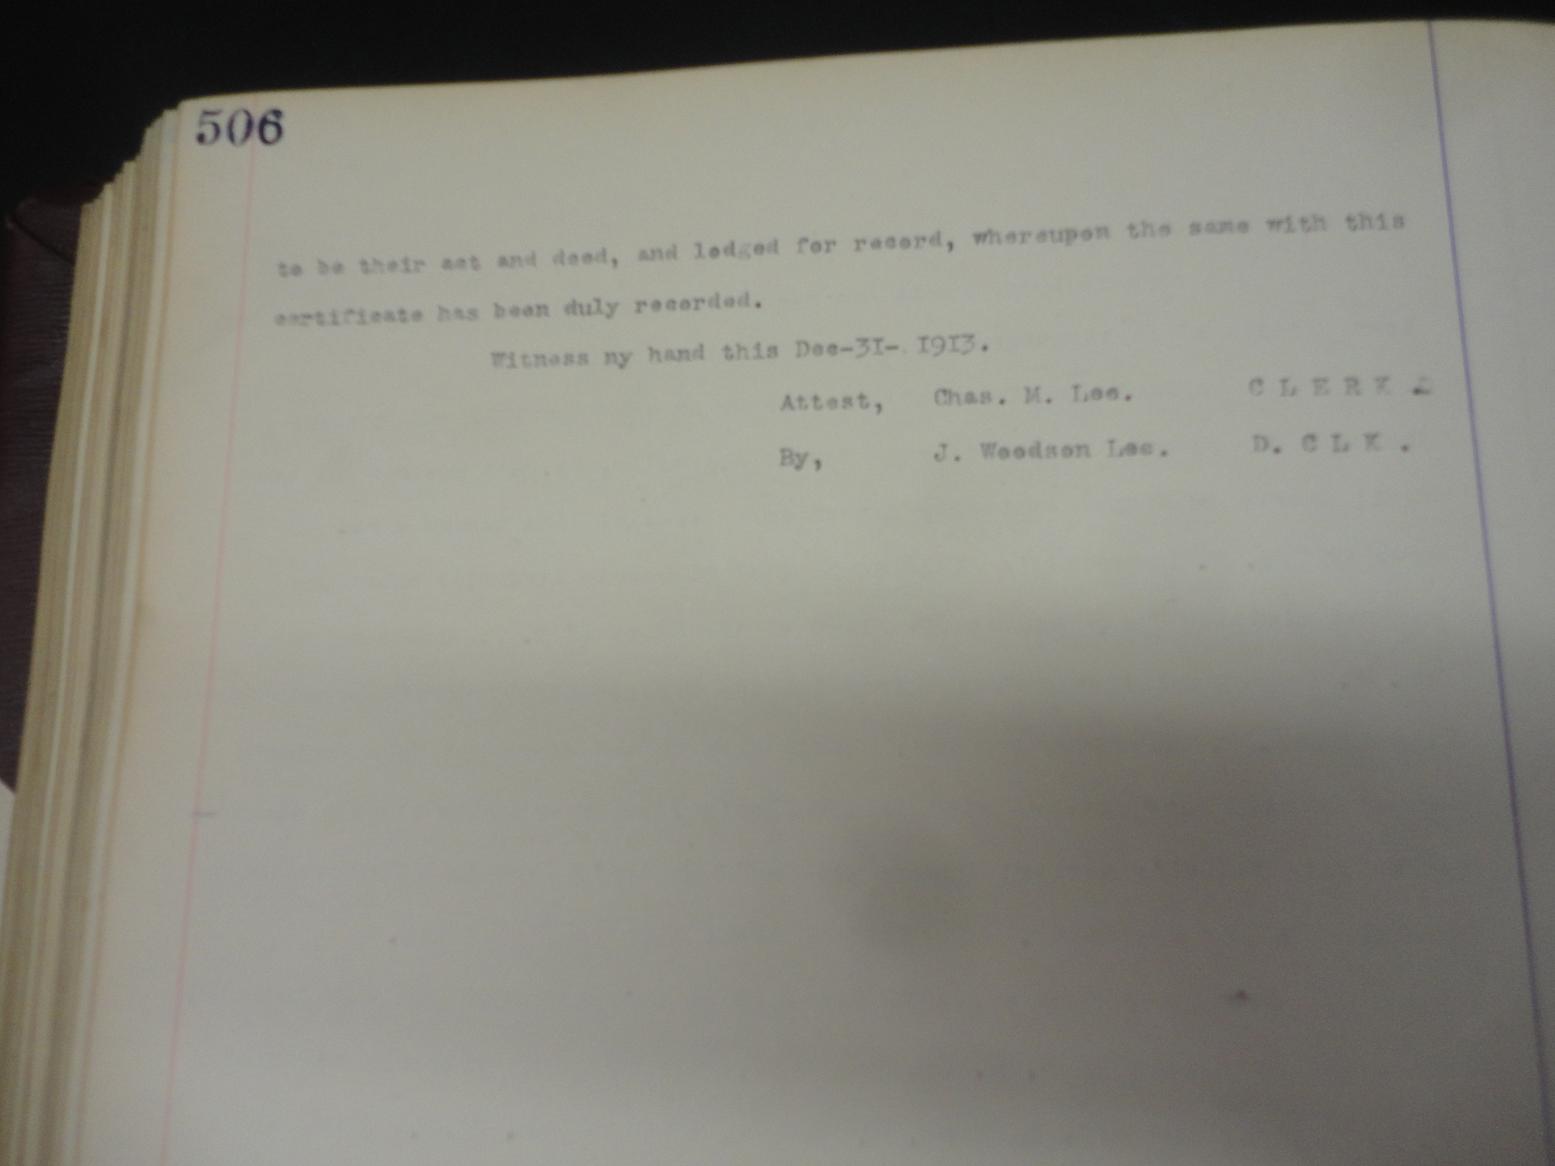 506
to be their act and deed, and lodged for record, whereupon the same with this
certificate has been duly recorded.
Witness my hand this Dec-31- 1913.
Attest, Chas. M. Lee. C L E R K .
By, J. Woodson Lee. D. C L K .